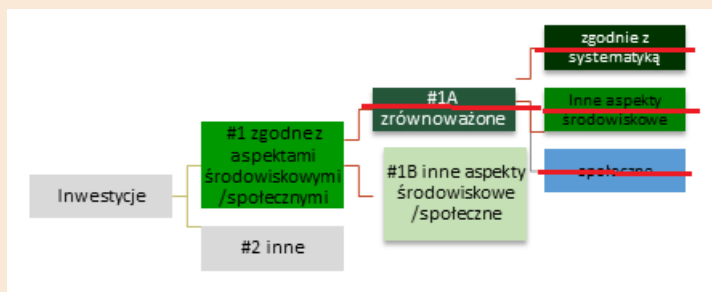 Inwestycje
#1 zgodne z
aspektami
środowiskowymi
/społecznymi
#2 inne
#1A
zrównoważone
#1B inne aspekty
środowiskowe
/społeczne
zgodnie z
systematyką
Inne aspekty
środowiskowe
społeczne